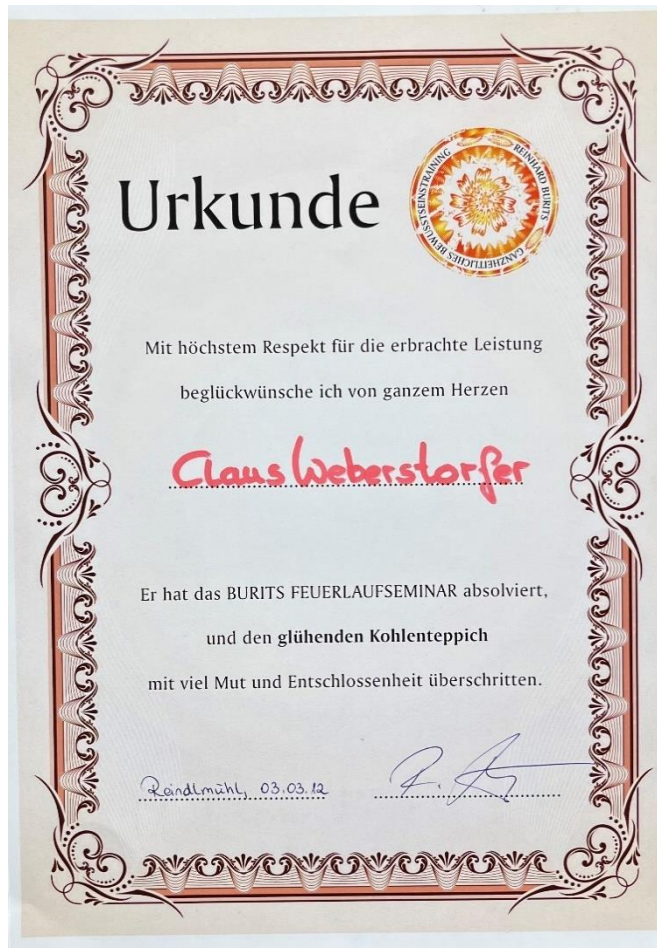 Urkunde
REINHARD BURITS
GANZHEITLICHES BEWUSSTSEINSTRAINING
Mit höchstem Respekt für die erbrachte Leistung
beglückwünsche ich von ganzem Herzen
Claus Weberstorfer
Er hat das BURITS FEUERLAUFSEMINAR absolviert,
und den glühenden Kohlenteppich
mit viel Mut und Entschlossenheit überschritten.
Reindlmühl, 03.03.12